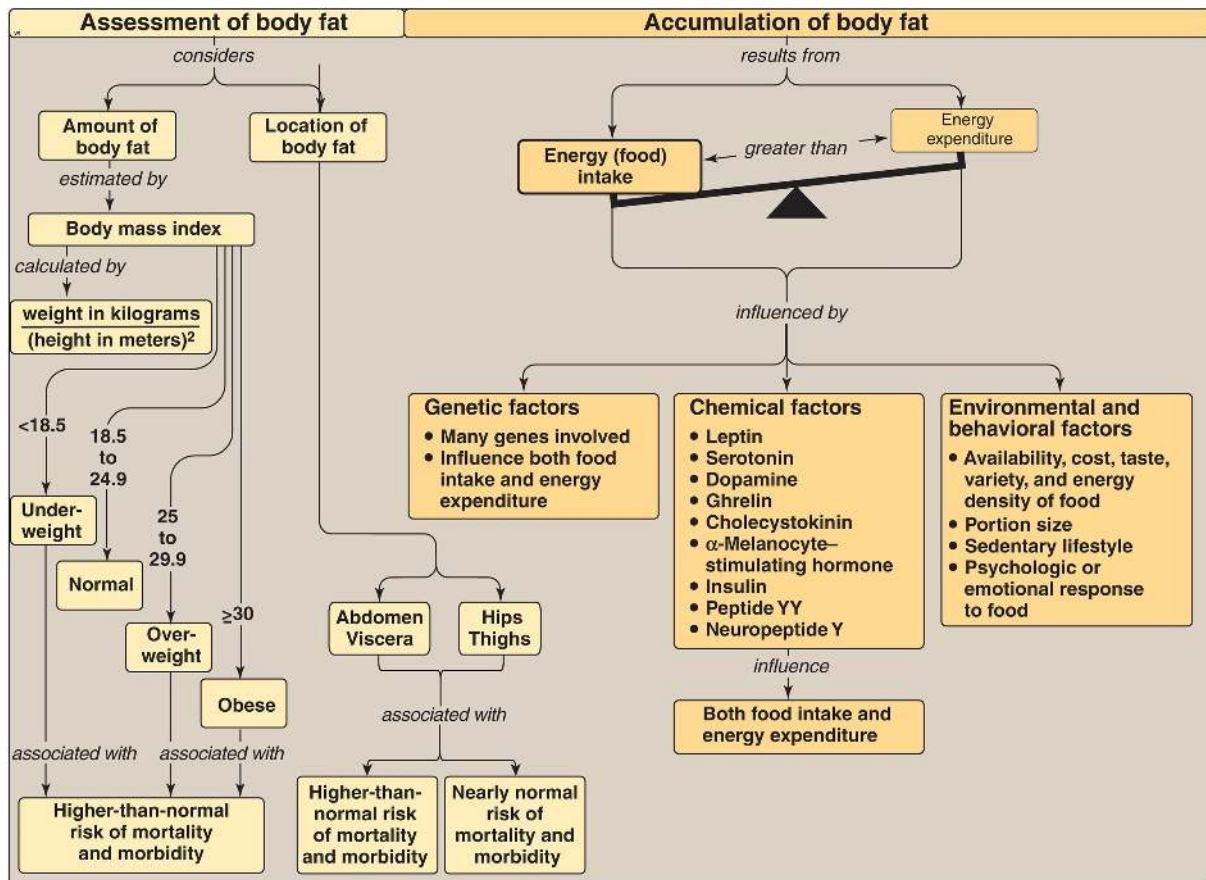 Assessment of body fat
considers
Amount of
body fat
Location of
body fat
estimated by
Body mass index
calculated by
weight in kilograms
(height in meters)²
<18.5
18.5
to
24.9
25
to
29.9
≥30
Under-
weight
Normal
Over-
weight
Obese
associated with
associated with
Higher-than-normal
risk of mortality
and morbidity
Abdomen
Viscera
Hips
Thighs
associated with
Higher-than-
normal risk
of mortality
and morbidity
Nearly normal
risk of
mortality and
morbidity
Accumulation of body fat
results from
Energy (food)
intake
greater than
Energy
expenditure
influenced by
Genetic factors
• Many genes involved
• Influence both food
intake and energy
expenditure
Chemical factors
• Leptin
• Serotonin
• Dopamine
• Ghrelin
• Cholecystokinin
• α-Melanocyte–
stimulating hormone
• Insulin
• Peptide YY
• Neuropeptide Y
influence
Both food intake and
energy expenditure
Environmental and
behavioral factors
• Availability, cost, taste,
variety, and energy
density of food
• Portion size
• Sedentary lifestyle
• Psychologic or
emotional response
to food